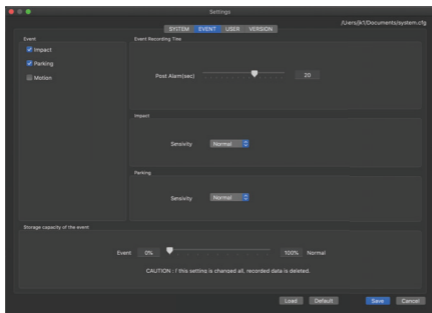 Settings
/Users/jk1/Documents/system.cfg
SYSTEM EVENT USER VERSION
Event
Impact
Parking
Motion
Event Recording Time
Post Alarm(sec) 20
Impact
Sensivity Normal
Parking
Sensivity Normal
Storage capacity of the event
Event 0% 100% Normal
CAUTION : f this setting is changed all, recorded data is deleted.
Load Default Save Cancel